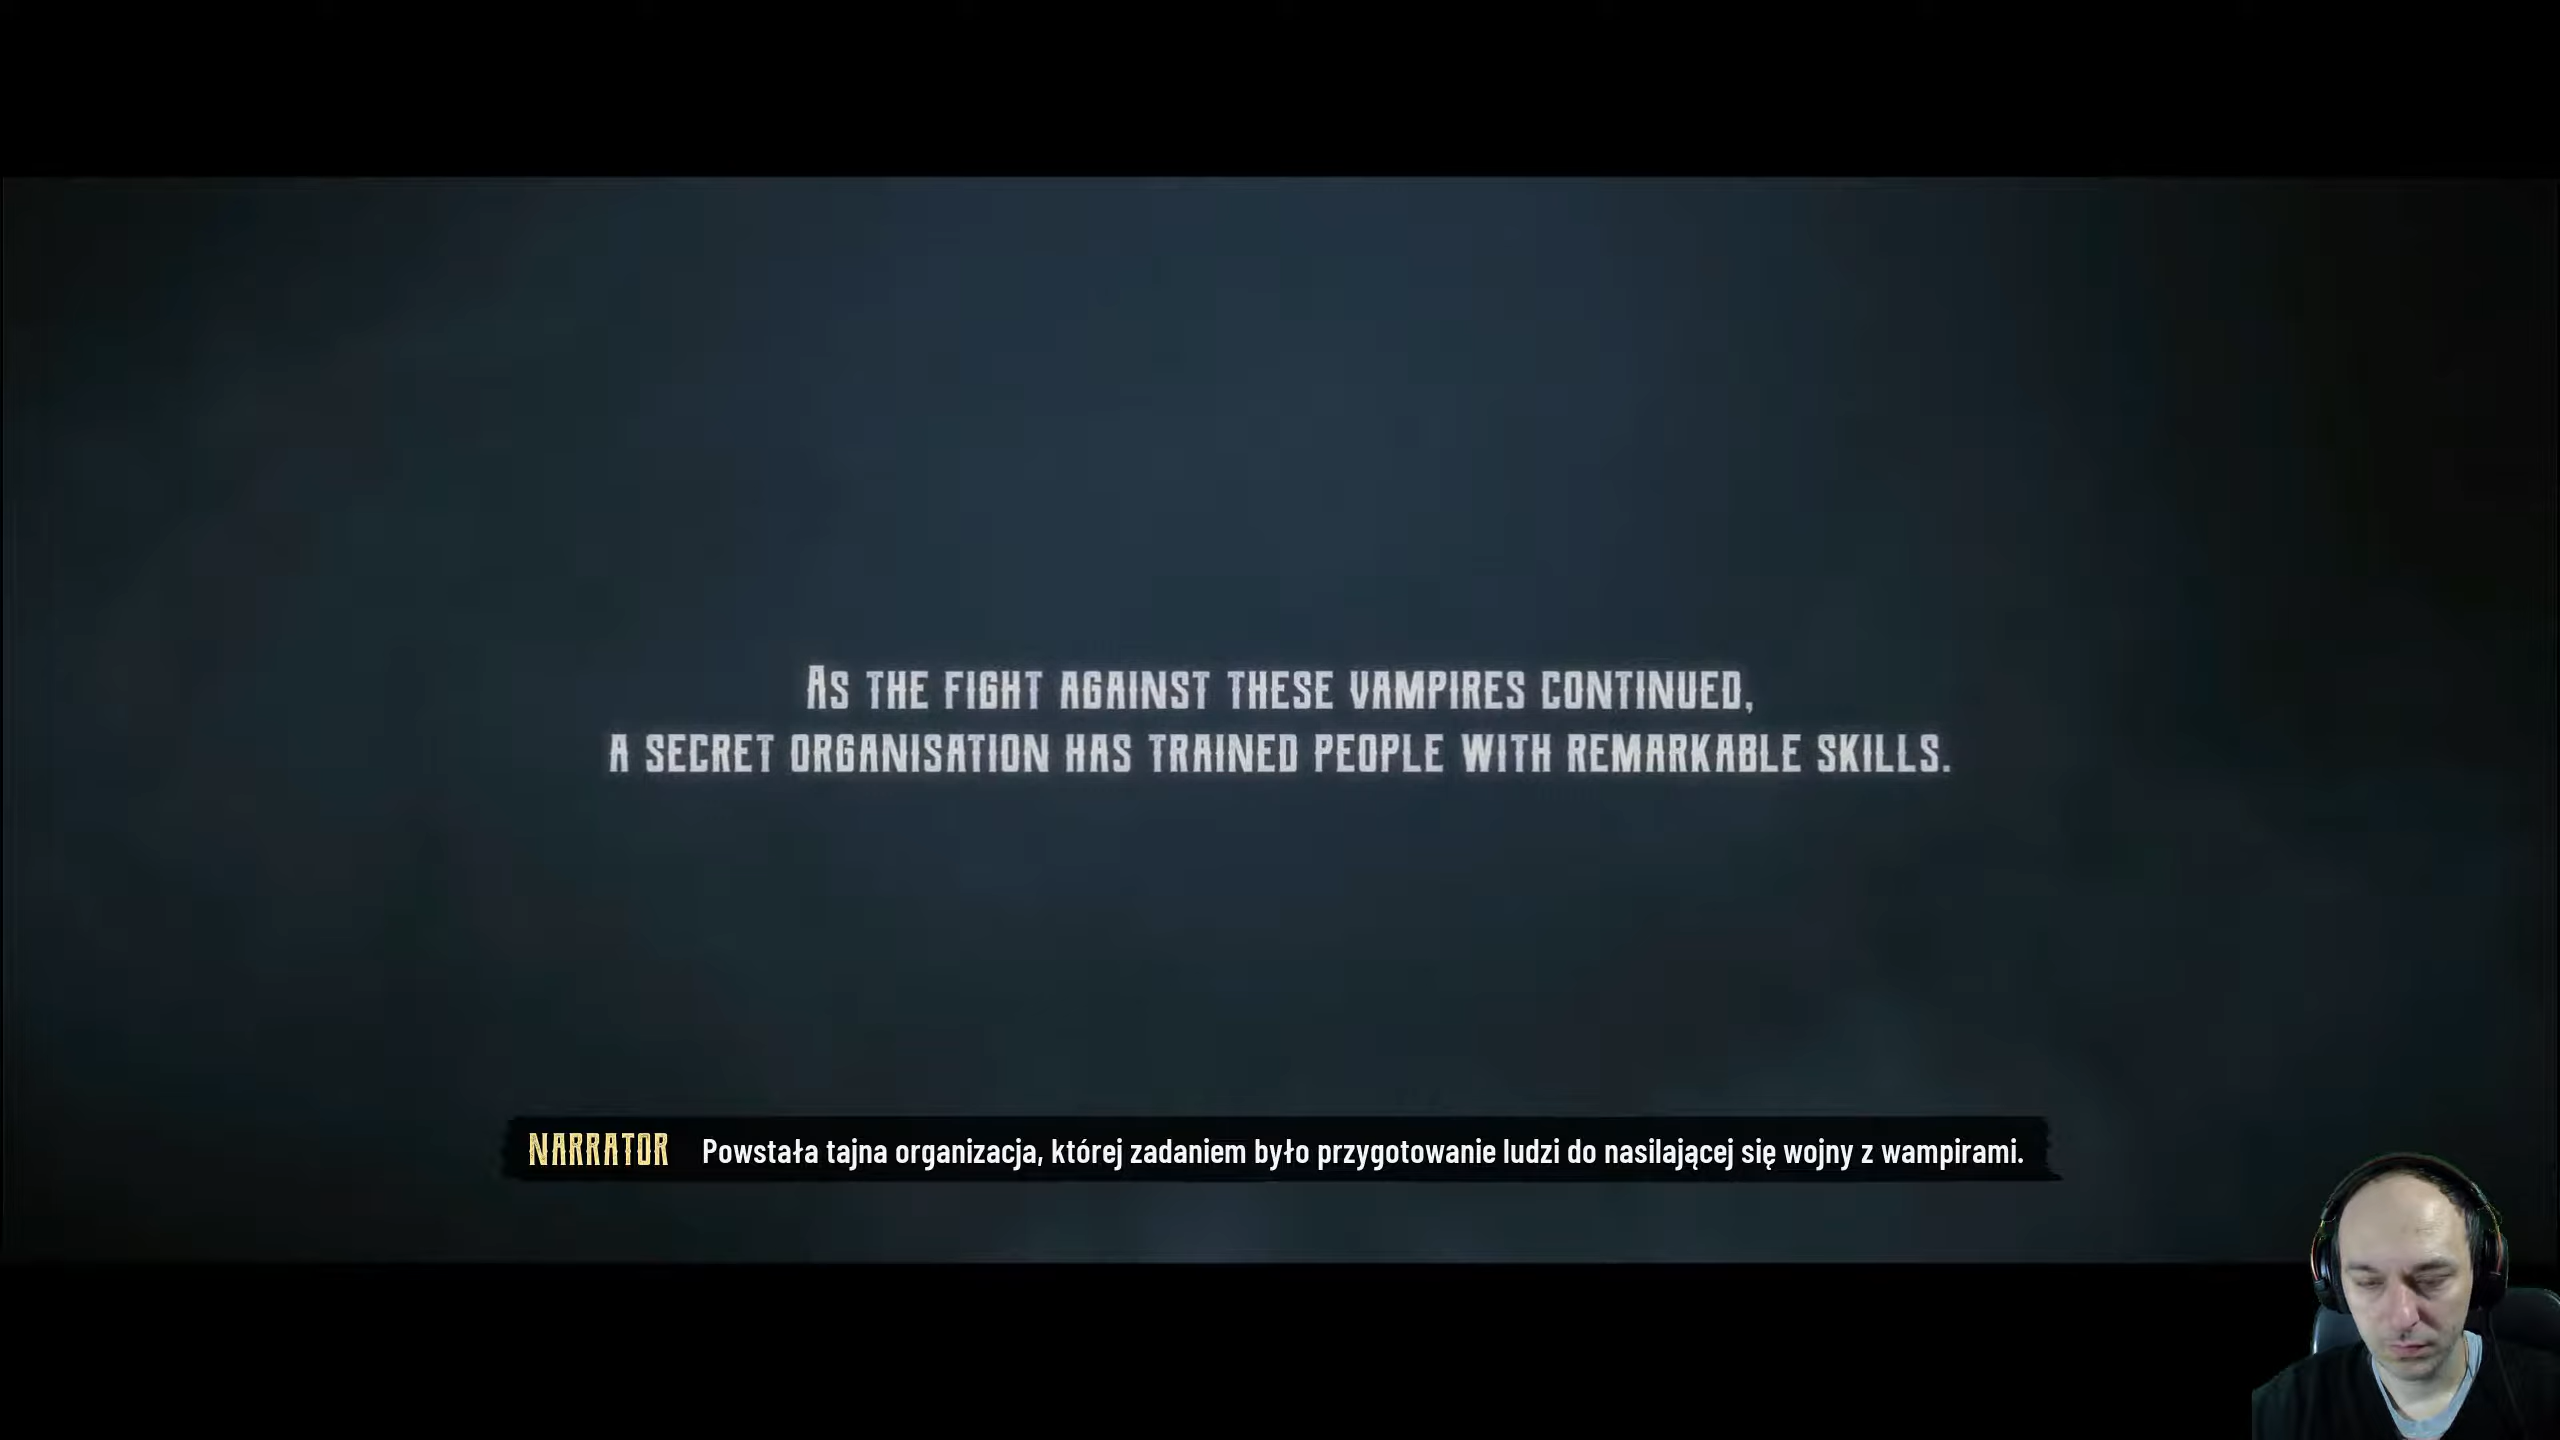 As the fight against these vampires continued,
a secret organisation has trained people with remarkable skills.
NARRATOR Powstała tajna organizacja, której zadaniem było przygotowanie ludzi do nasilającej się wojny z wampirami.